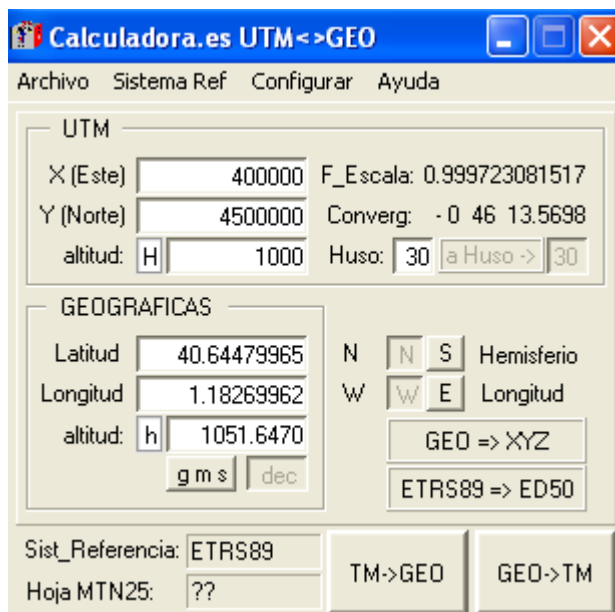 Calculadora.es UTM<>GEO
Archivo Sistema Ref Configurar Ayuda
UTM
X (Este) 400000 F_Escala: 0.999723081517
Y (Norte) 4500000 Converg: - 0 46 13.5698
altitud: H 1000 Huso: 30 a Huso -> 30
GEOGRAFICAS
Latitud 40.64479965 N N S Hemisferio
Longitud 1.18269962 W W E Longitud
altitud: h 1051.6470 GEO => XYZ
g m s dec ETRS89 => ED50
Sist_Referencia: ETRS89 TM->GEO GEO->TM
Hoja MTN25: ??